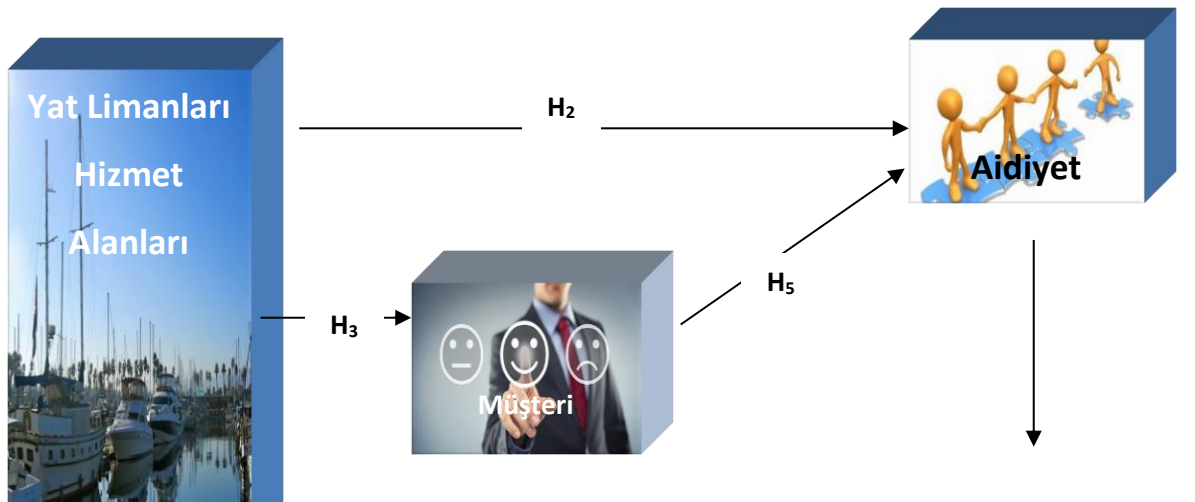 Yat Limanları
Hizmet
Alanları
H₂
Aidiyet
H₃
Müşteri
H₅